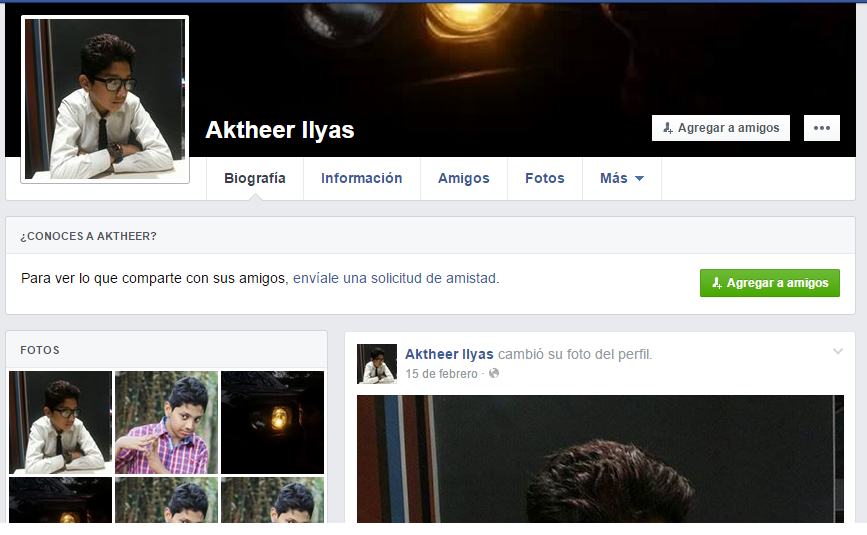 Aktheer Ilyas
Agregar a amigos
Biografía
Información
Amigos
Fotos
Más
¿CONOCES A AKTHEER?
Para ver lo que comparte con sus amigos, envíale una solicitud de amistad.
Agregar a amigos
FOTOS
Aktheer Ilyas cambió su foto del perfil.
15 de febrero ·